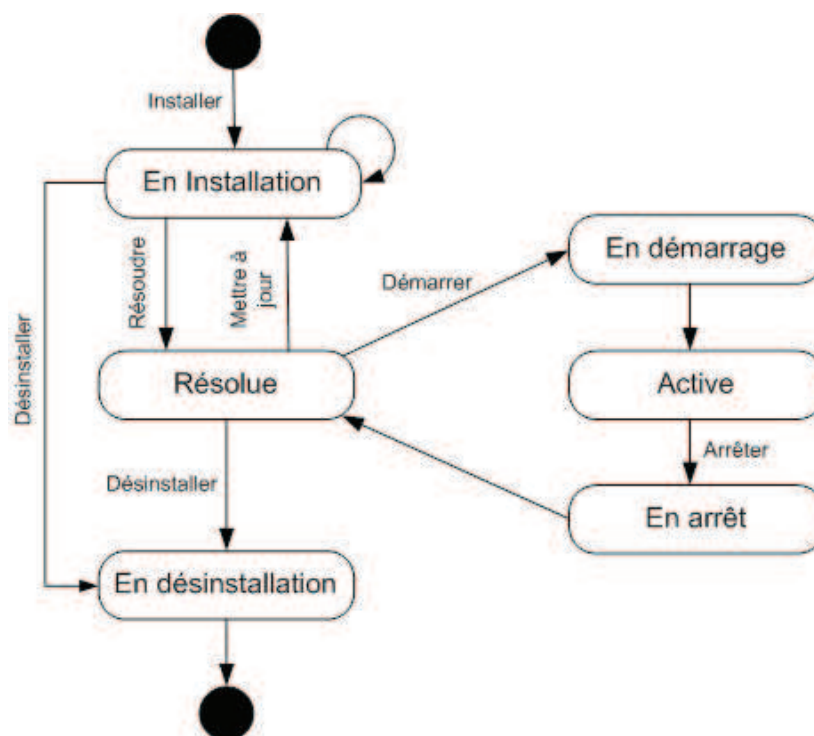 Installer
En Installation
Résoudre
Mettre à
jour
Démarrer
En démarrage
Désinstaller
Résolue
Active
Arrêter
Désinstaller
En arrêt
En désinstallation